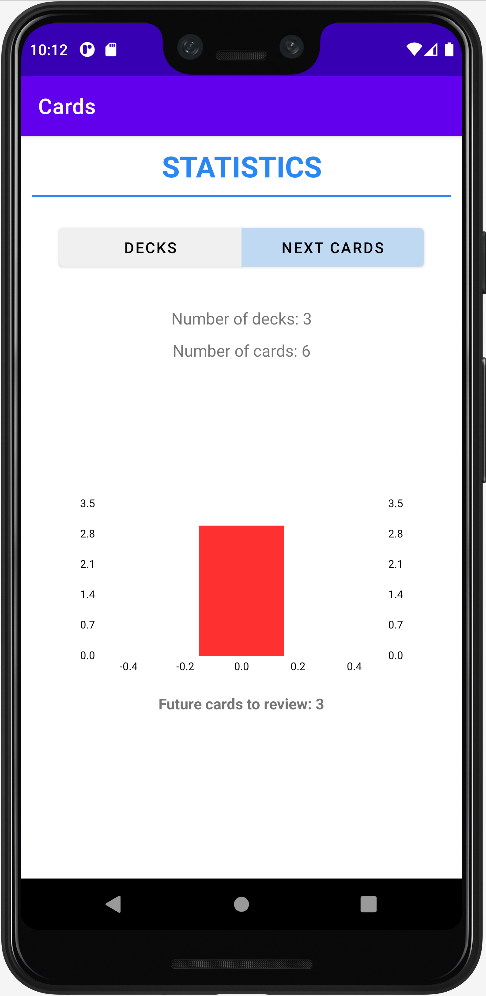 10:12
Cards
STATISTICS
DECKS NEXT CARDS
Number of decks: 3
Number of cards: 6
3.5 3.5
2.8 2.8
2.1 2.1
1.4 1.4
0.7 0.7
0.0 0.0
-0.4 -0.2 0.0 0.2 0.4
Future cards to review: 3